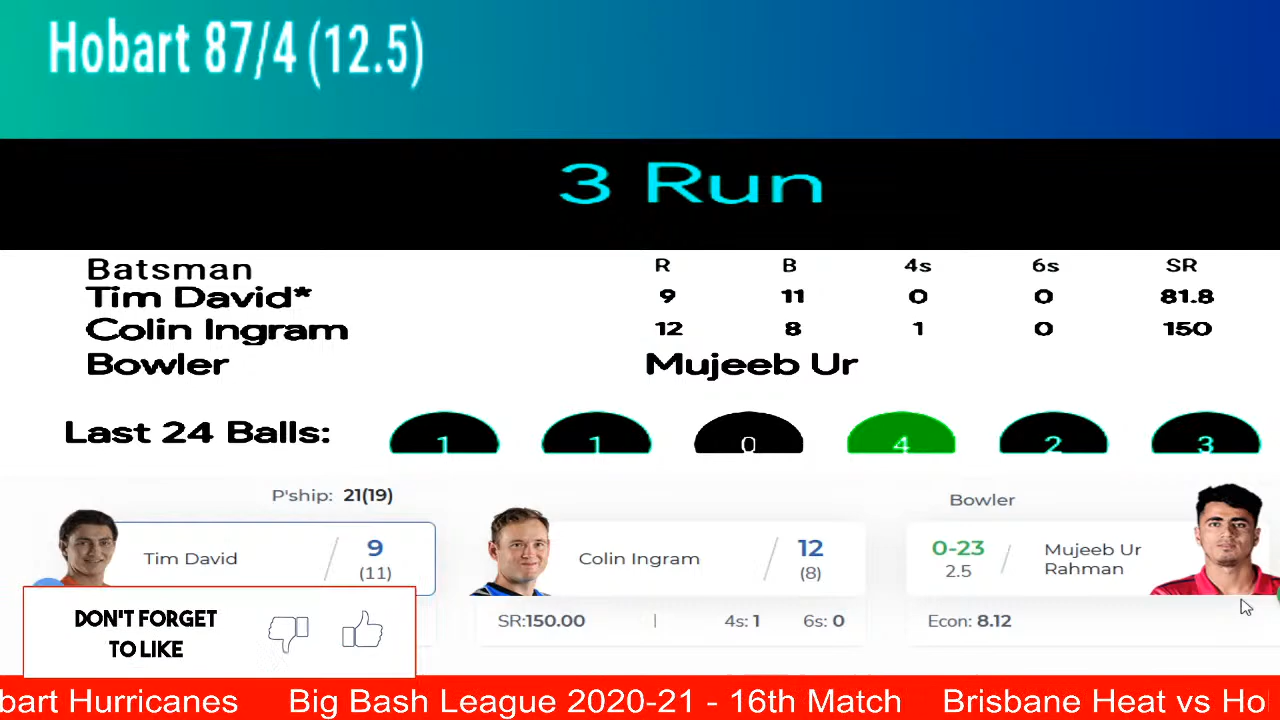 Hobart 87/4 (12.5)
3 Run
Batsman R B 4s 6s SR
Tim David* 9 11 0 0 81.8
Colin Ingram 12 8 1 0 150
Bowler Mujeeb Ur
Last 24 Balls: 1 1 0 4 2 3
P'ship: 21(19)
Tim David 9
(11)
Colin Ingram 12
(8)
SR:150.00 | 4s: 1 6s: 0
Bowler
0-23 Mujeeb Ur
2.5 Rahman
Econ: 8.12
DON'T FORGET
TO LIKE
bart Hurricanes Big Bash League 2020-21 - 16th Match Brisbane Heat vs Ho